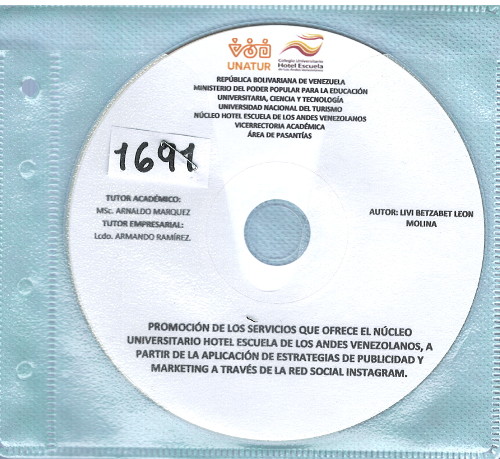 UNATUR
Colegio Universitario
Hotel Escuela
REPÚBLICA BOLIVARIANA DE VENEZUELA
MINISTERIO DEL PODER POPULAR PARA LA EDUCACIÓN
UNIVERSITARIA, CIENCIA Y TECNOLOGÍA
UNIVERSIDAD NACIONAL DEL TURISMO
NÚCLEO HOTEL ESCUELA DE LOS ANDES VENEZOLANOS
VICERRECTORIA ACADÉMICA
ÁREA DE PASANTÍAS
1691
TUTOR ACADÉMICO:
MSc. ARNALDO MARQUEZ
TUTOR EMPRESARIAL:
Lcdo. ARMANDO RAMÍREZ.
AUTOR: LIVI BETZABET LEON
MOLINA
PROMOCIÓN DE LOS SERVICIOS QUE OFRECE EL NÚCLEO
UNIVERSITARIO HOTEL ESCUELA DE LOS ANDES VENEZOLANOS, A
PARTIR DE LA APLICACIÓN DE ESTRATEGIAS DE PUBLICIDAD Y
MARKETING A TRAVÉS DE LA RED SOCIAL INSTAGRAM.